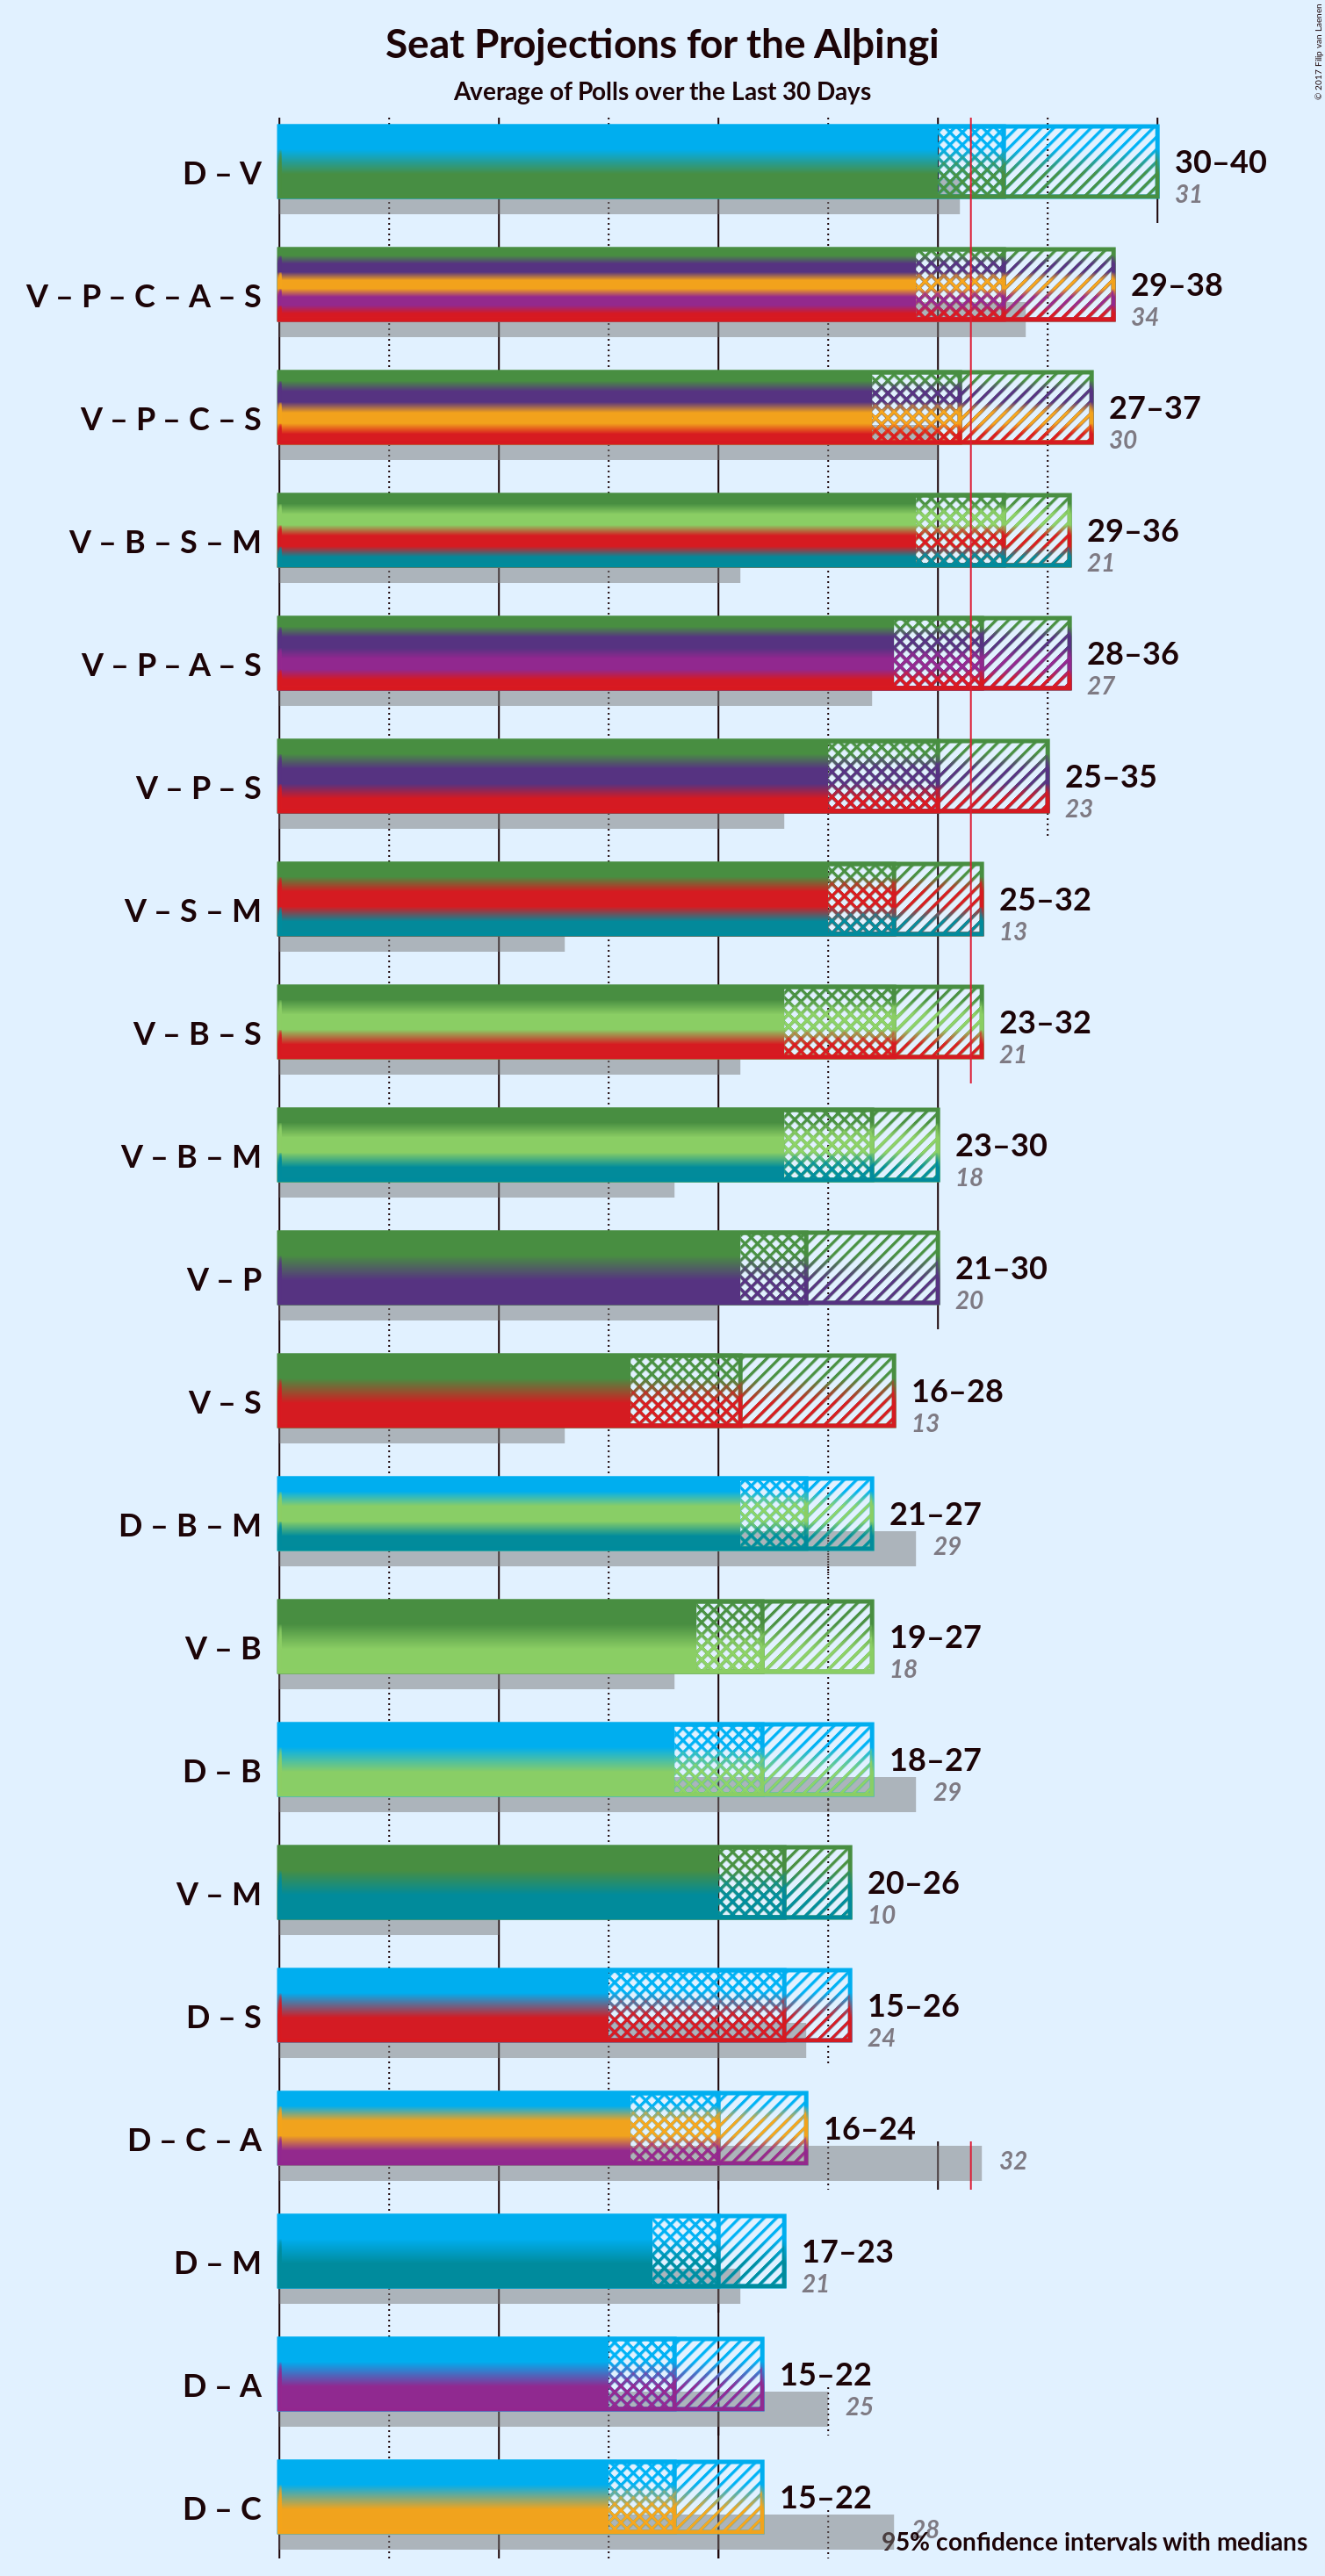 Seat Projections for the Alþingi
Average of Polls over the Last 30 Days
© 2017 Filip van Laenen
D – V
30–40
31
V – P – C – A – S
29–38
34
V – P – C – S
27–37
30
V – B – S – M
29–36
21
V – P – A – S
28–36
27
V – P – S
25–35
23
V – S – M
25–32
13
V – B – S
23–32
21
V – B – M
23–30
18
V – P
21–30
20
V – S
16–28
13
D – B – M
21–27
29
V – B
19–27
18
D – B
18–27
29
V – M
20–26
10
D – S
15–26
24
D – C – A
16–24
32
D – M
17–23
21
D – A
15–22
25
D – C
15–22
28
95% confidence intervals with medians